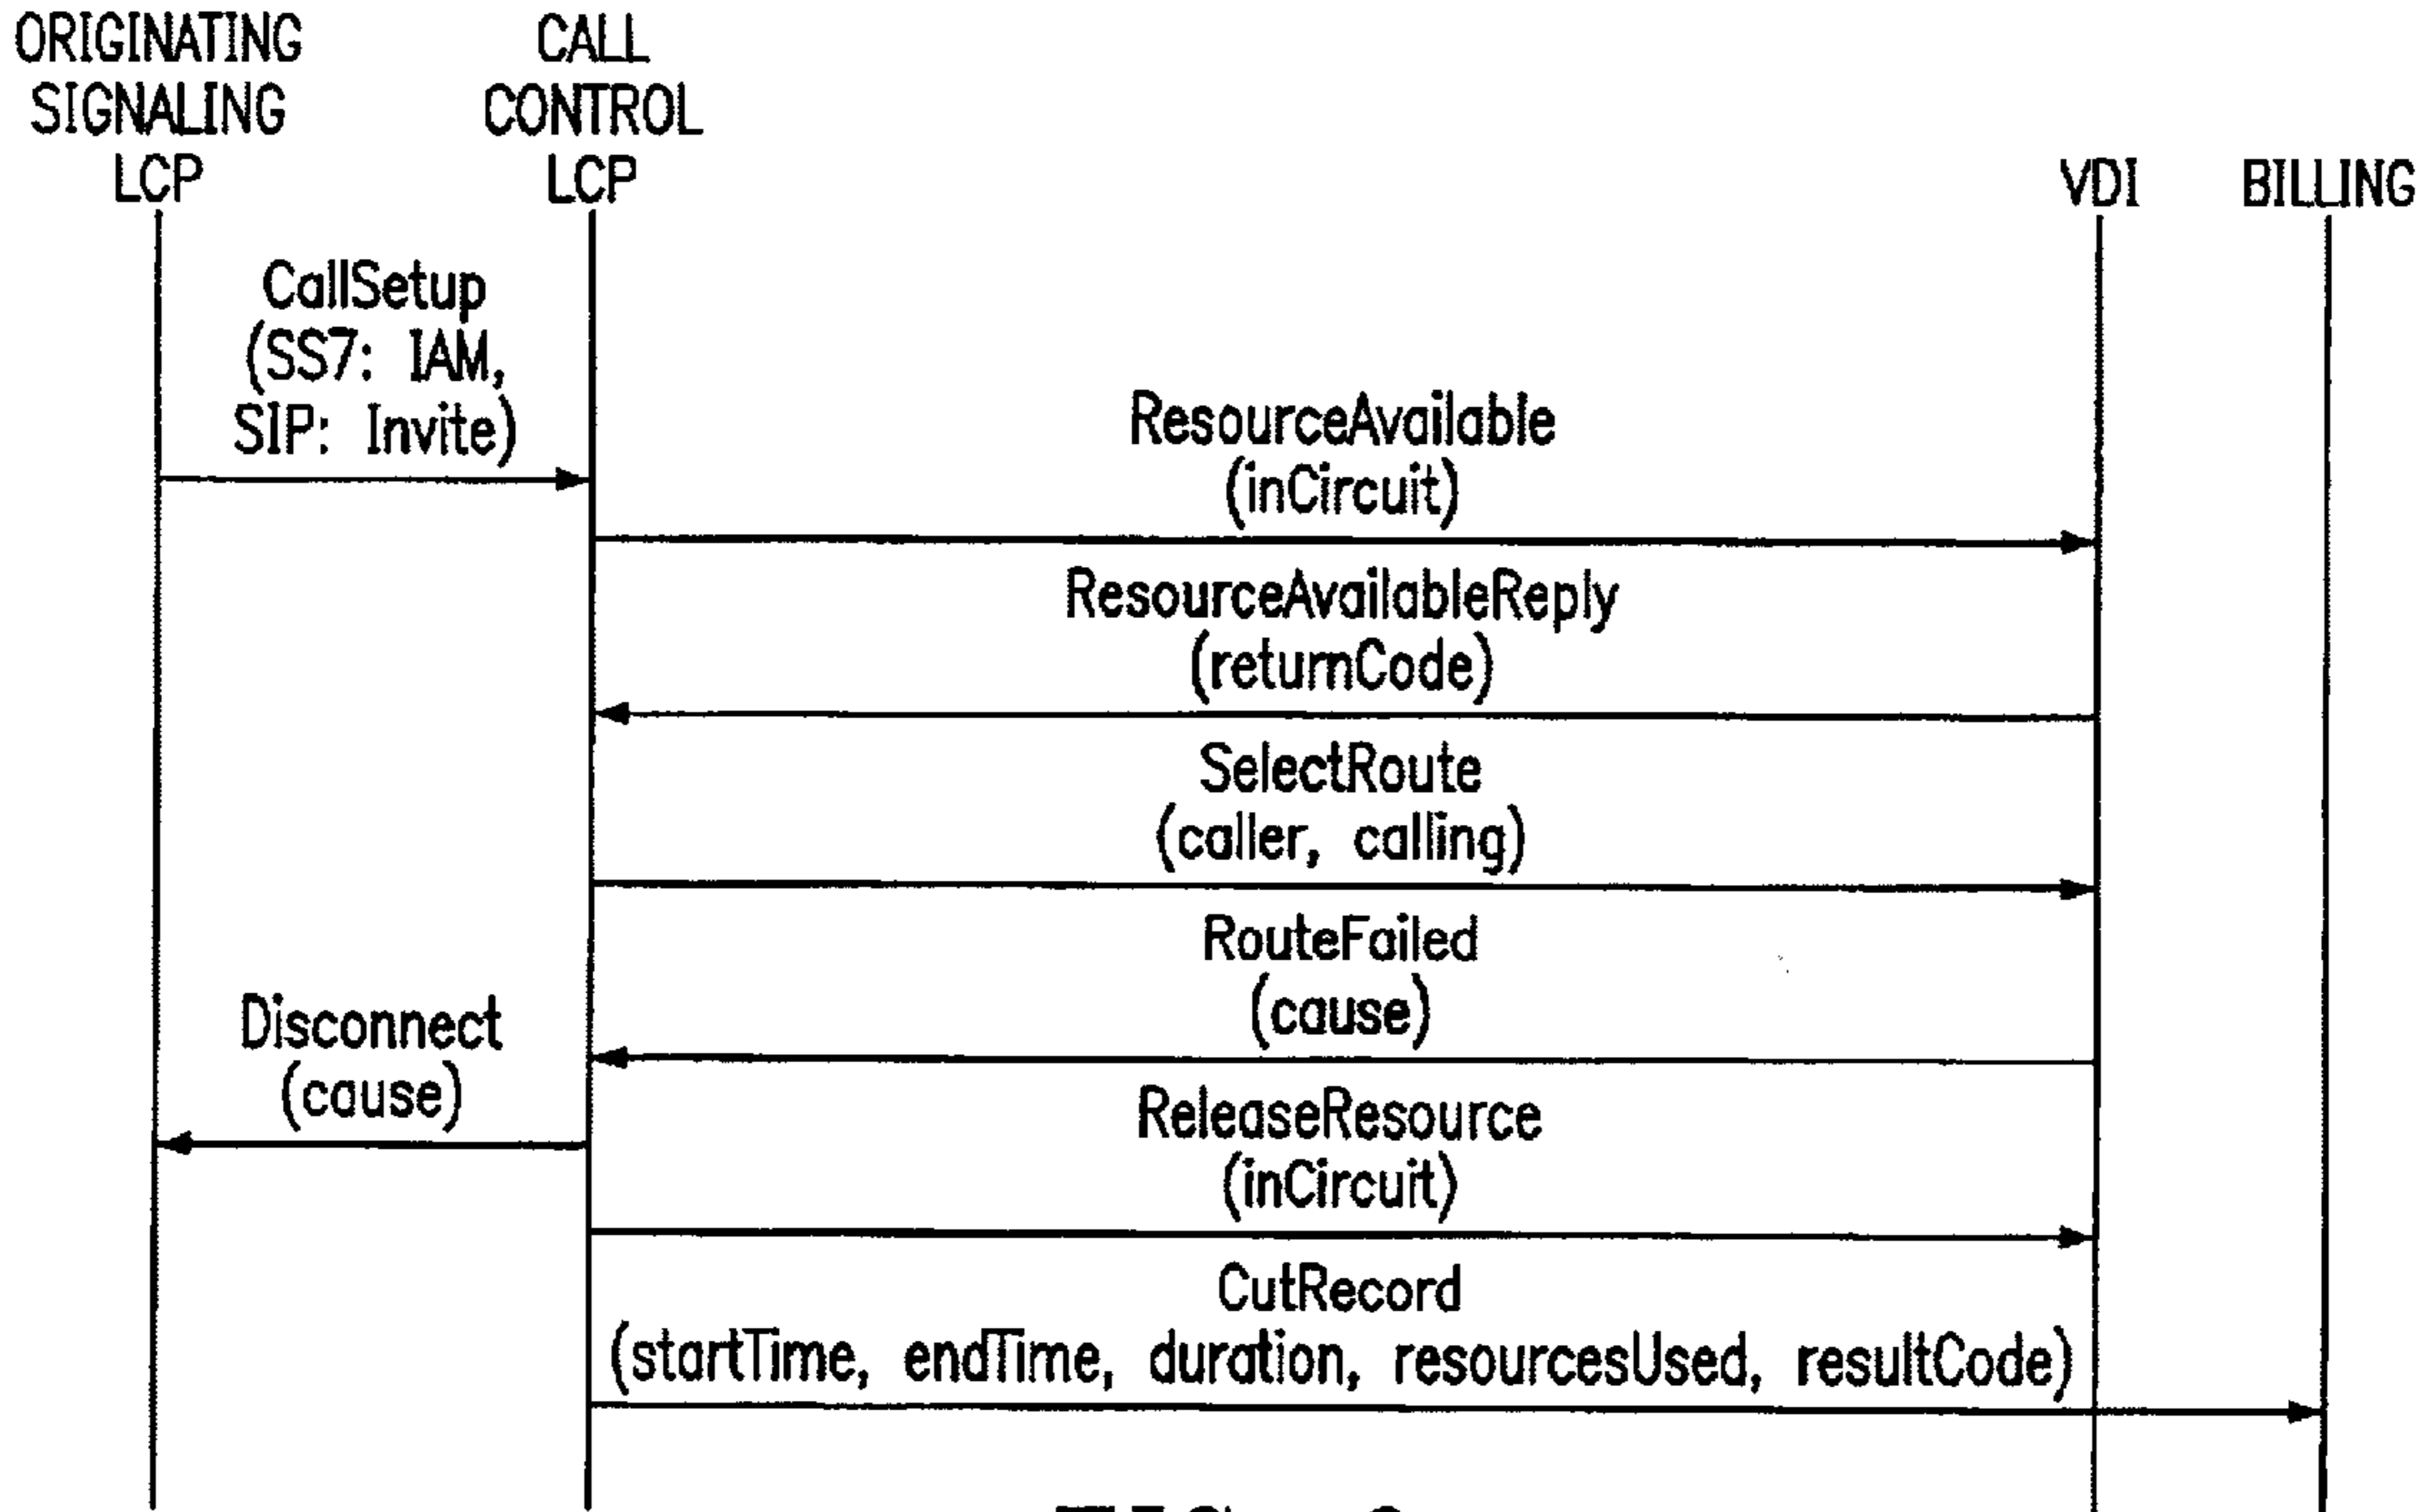 ORIGINATING
SIGNALING
LCP
CALL
CONTROL
LCP
VDI
BILLING
CallSetup
(SS7: IAM,
SIP: Invite)
ResourceAvailable
(inCircuit)
ResourceAvailableReply
(returnCode)
SelectRoute
(caller, calling)
RouteFailed
(cause)
Disconnect
(cause)
ReleaseResource
(inCircuit)
CutRecord
(startTime, endTime, duration, resourcesUsed, resultCode)